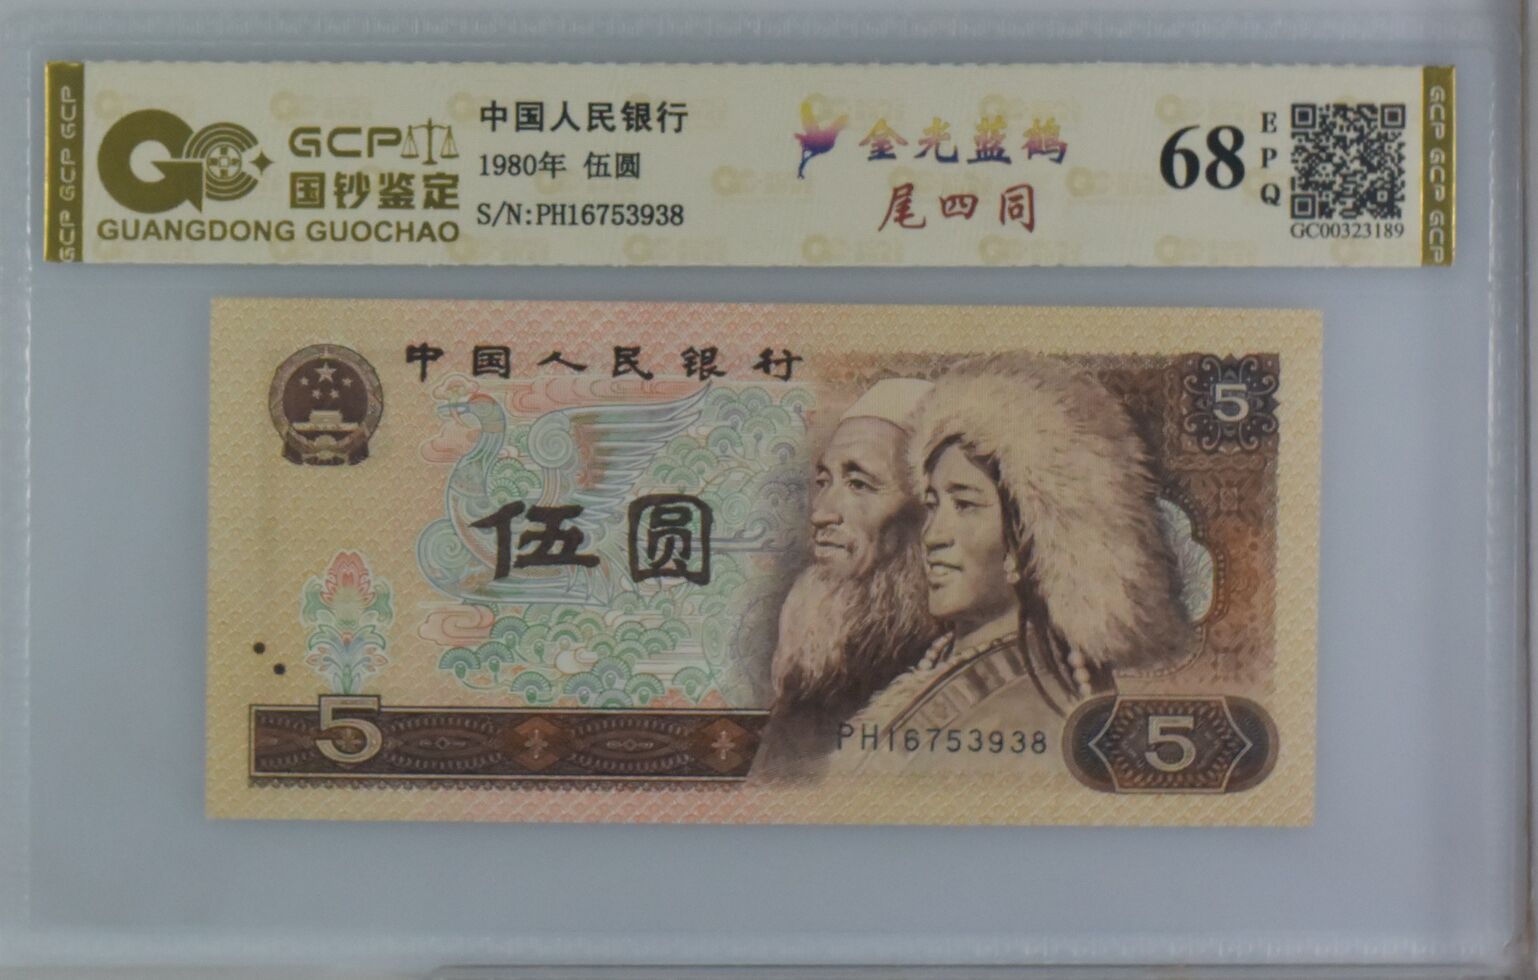 GCP GCP GCP
GCP
国钞鉴定
GUANGDONG GUOCHAO
中国人民银行
1980年 伍圆
S/N:PH16753938
金光蓝鹤
尾四同
68
EPQ
GC00323189
GCP GCP GCP
中国人民银行
5
伍圆
5
PH16753938
5